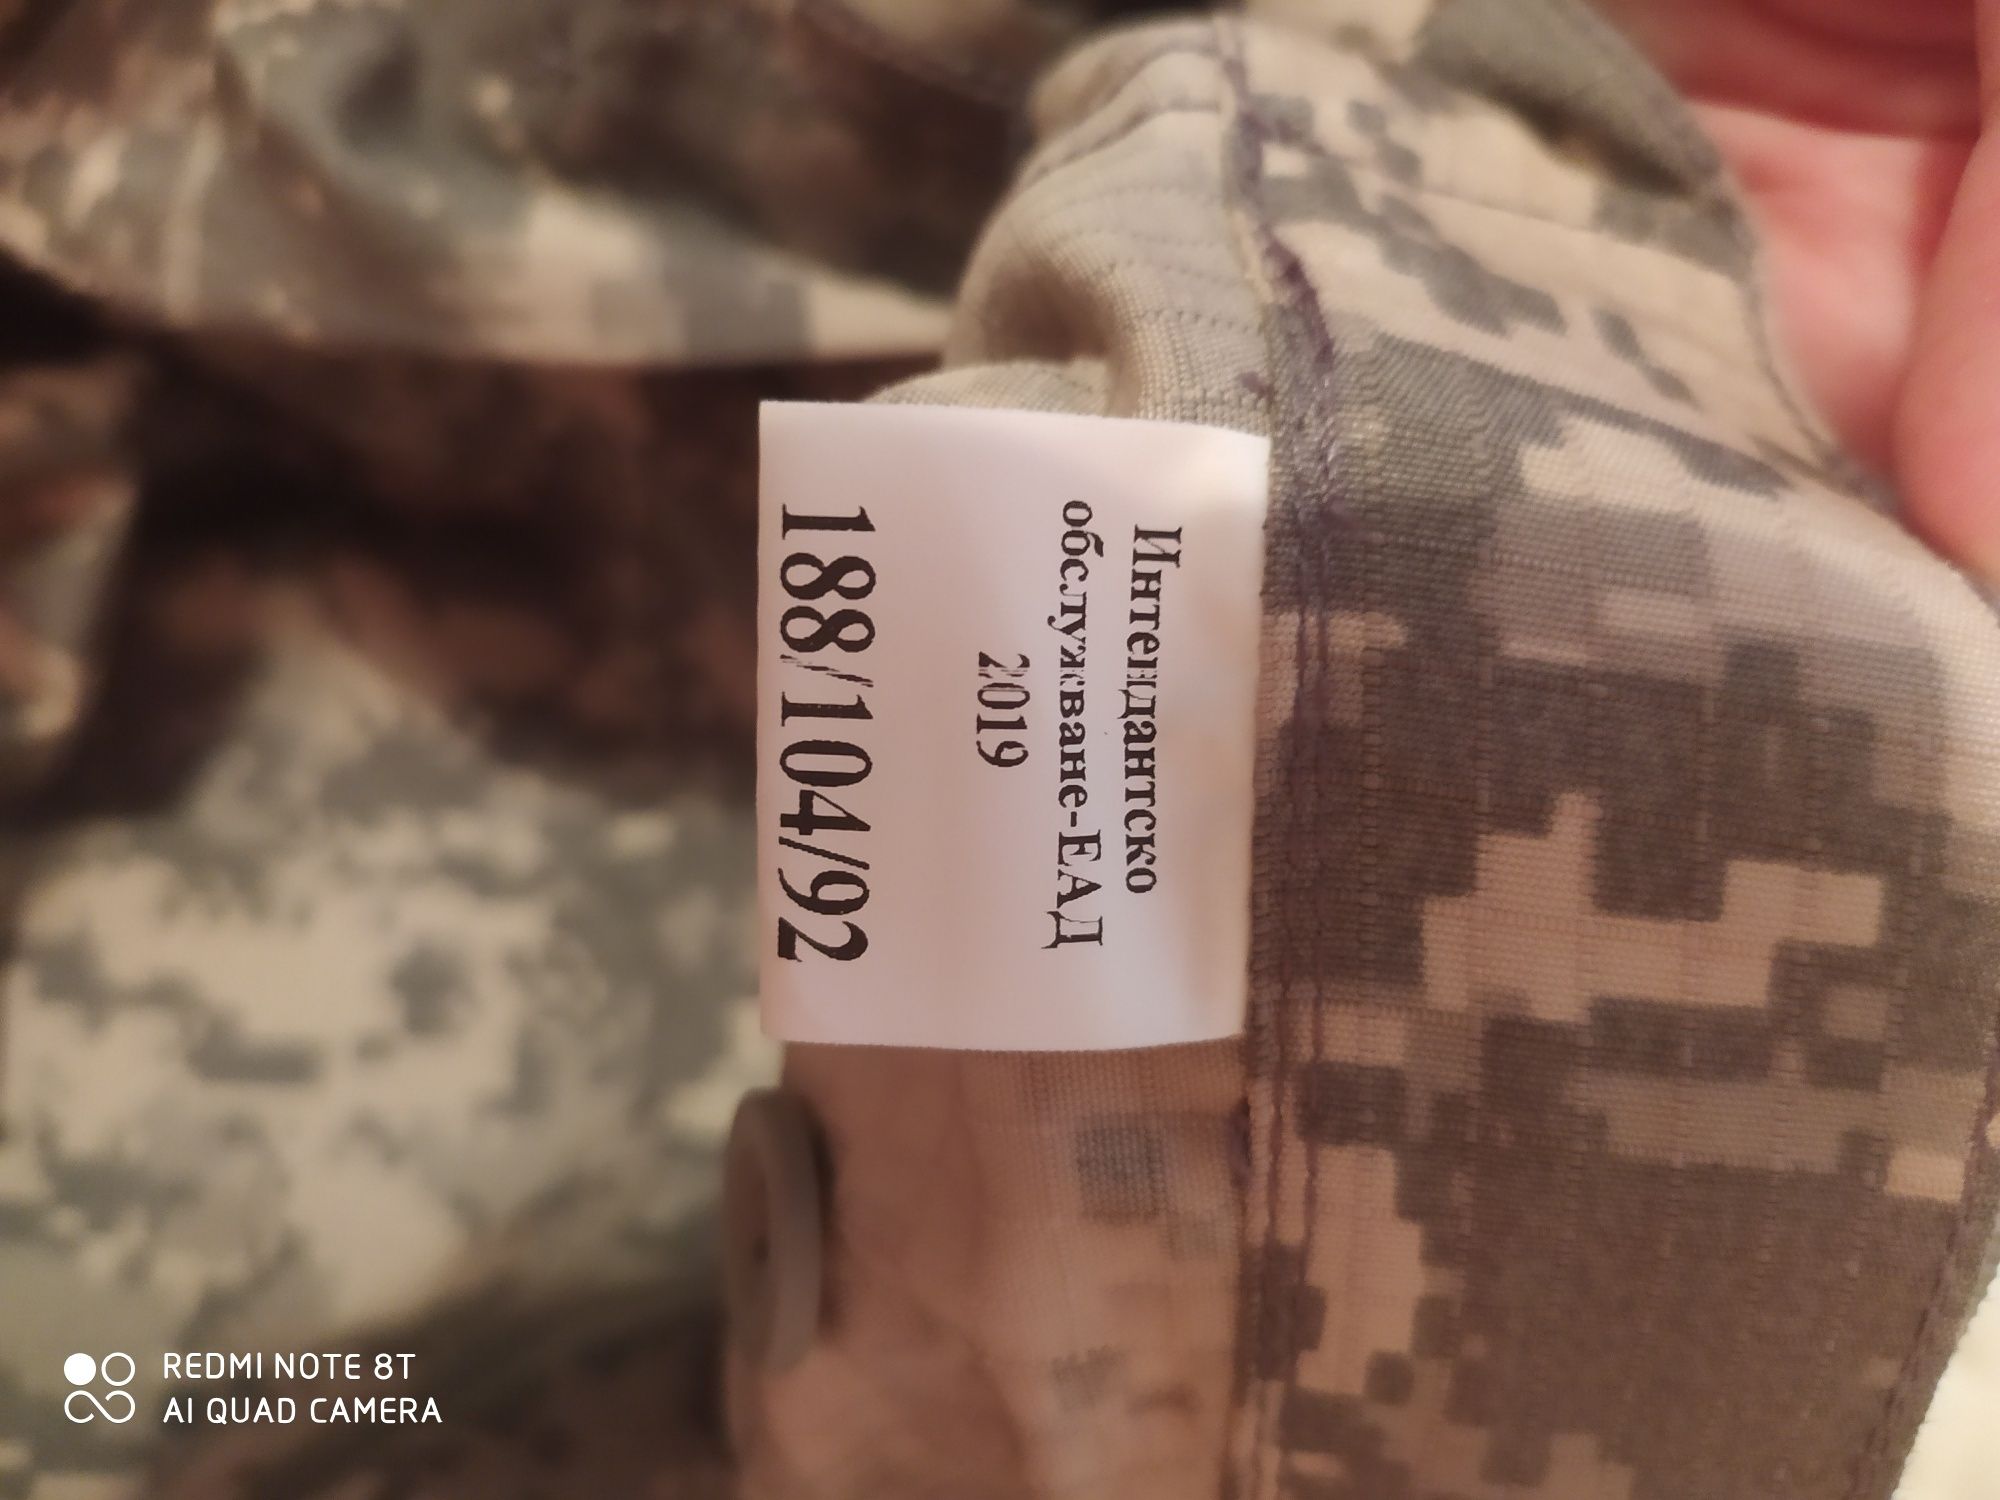 Интендантско
обслужване-ЕАД
2019
188/104/92
REDMI NOTE 8T
AI QUAD CAMERA